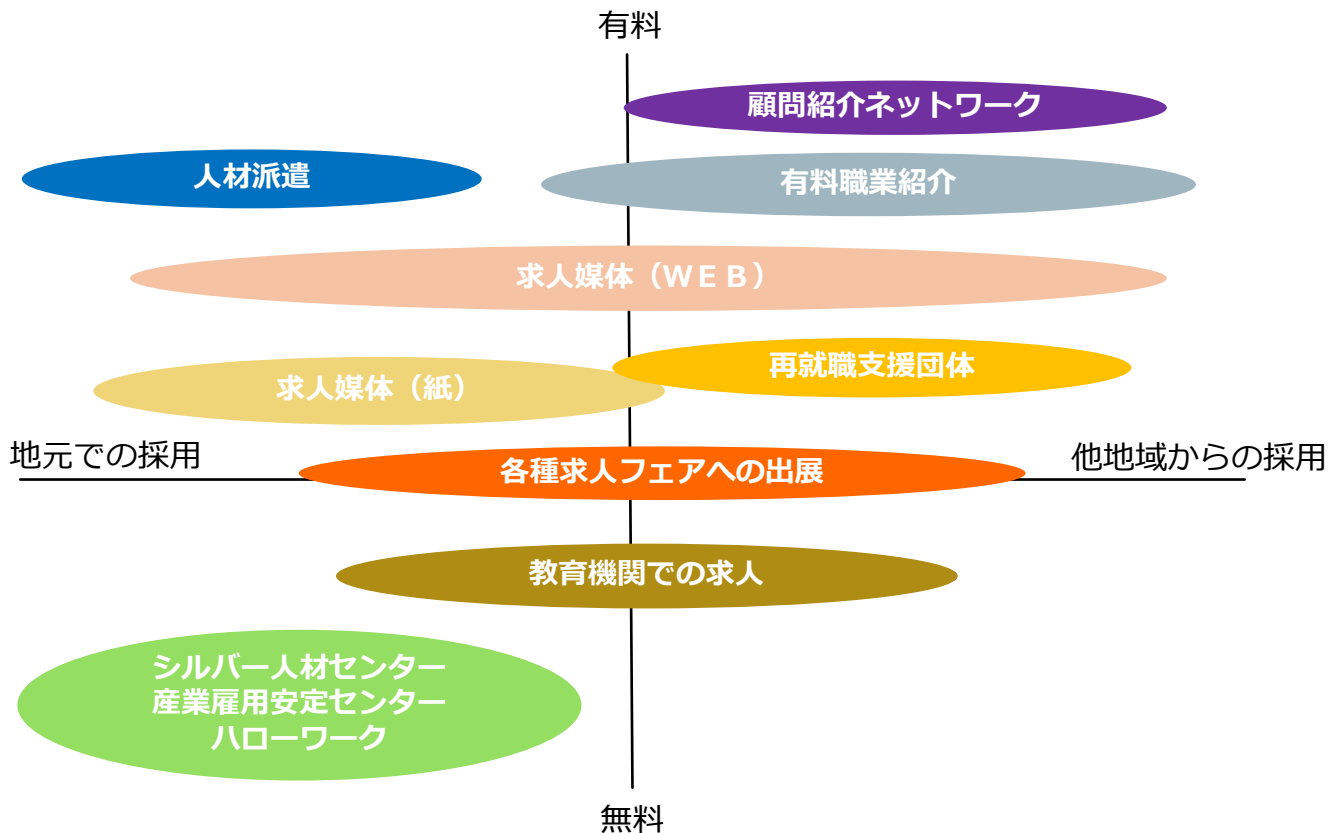 有料
顧問紹介ネットワーク
人材派遣
有料職業紹介
求人媒体（ＷＥＢ）
再就職支援団体
求人媒体（紙）
地元での採用
各種求人フェアへの出展
他地域からの採用
教育機関での求人
シルバー人材センター
産業雇用安定センター
ハローワーク
無料